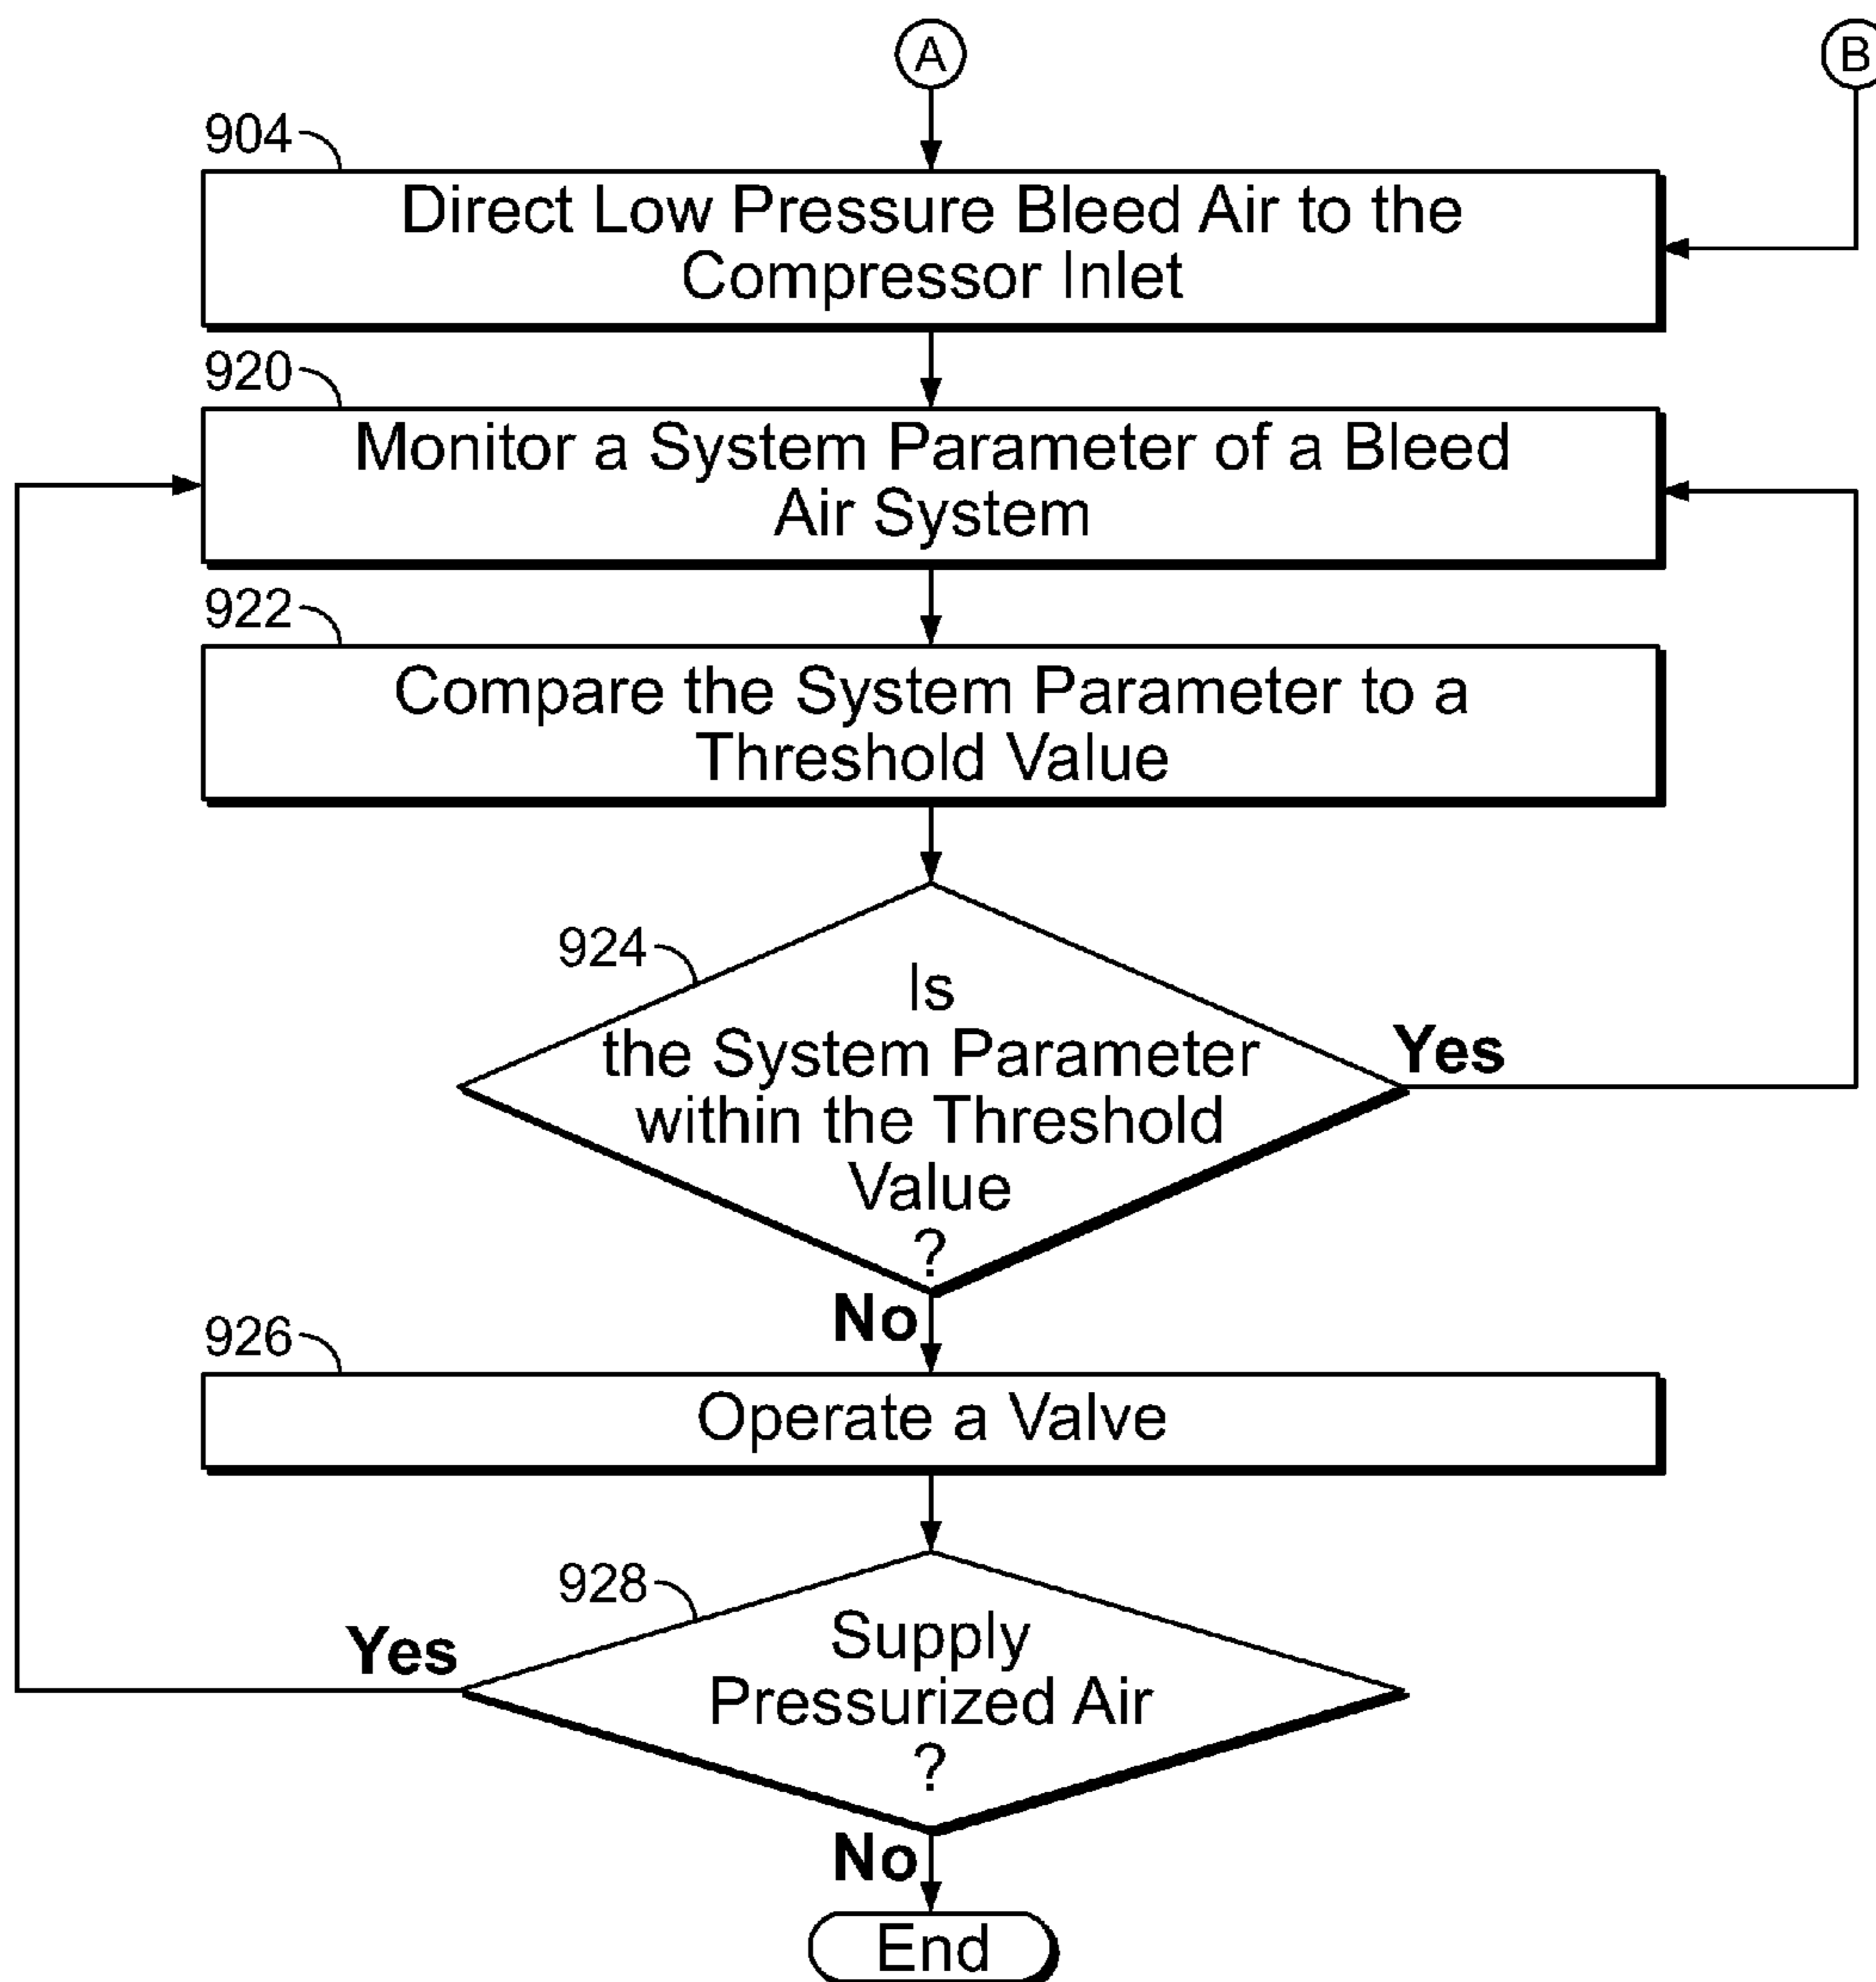 A
B
904
Direct Low Pressure Bleed Air to the
Compressor Inlet
920
Monitor a System Parameter of a Bleed
Air System
922
Compare the System Parameter to a
Threshold Value
924
Is
the System Parameter
within the Threshold
Value
?
Yes
No
926
Operate a Valve
928
Supply
Pressurized Air
?
Yes
No
End